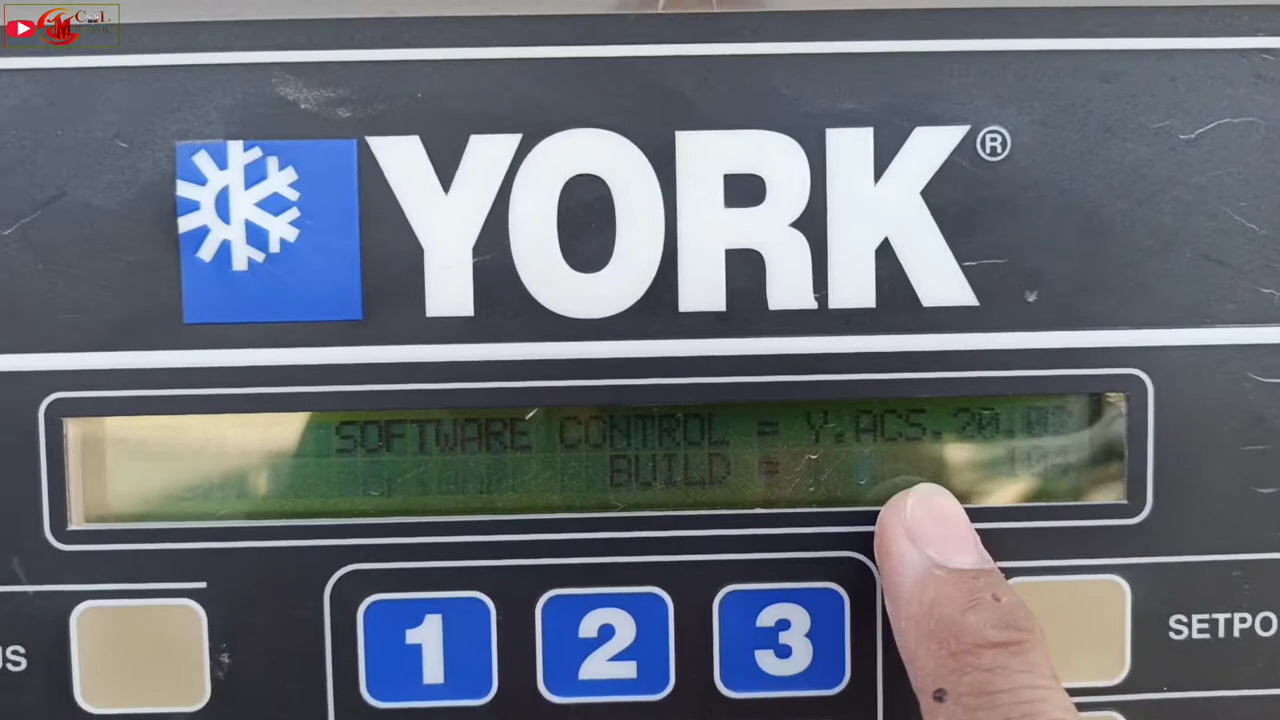 YORK®
SOFTWARE CONTROL = Y.ACS.20.
BUILD =
1 2 3
SETPO